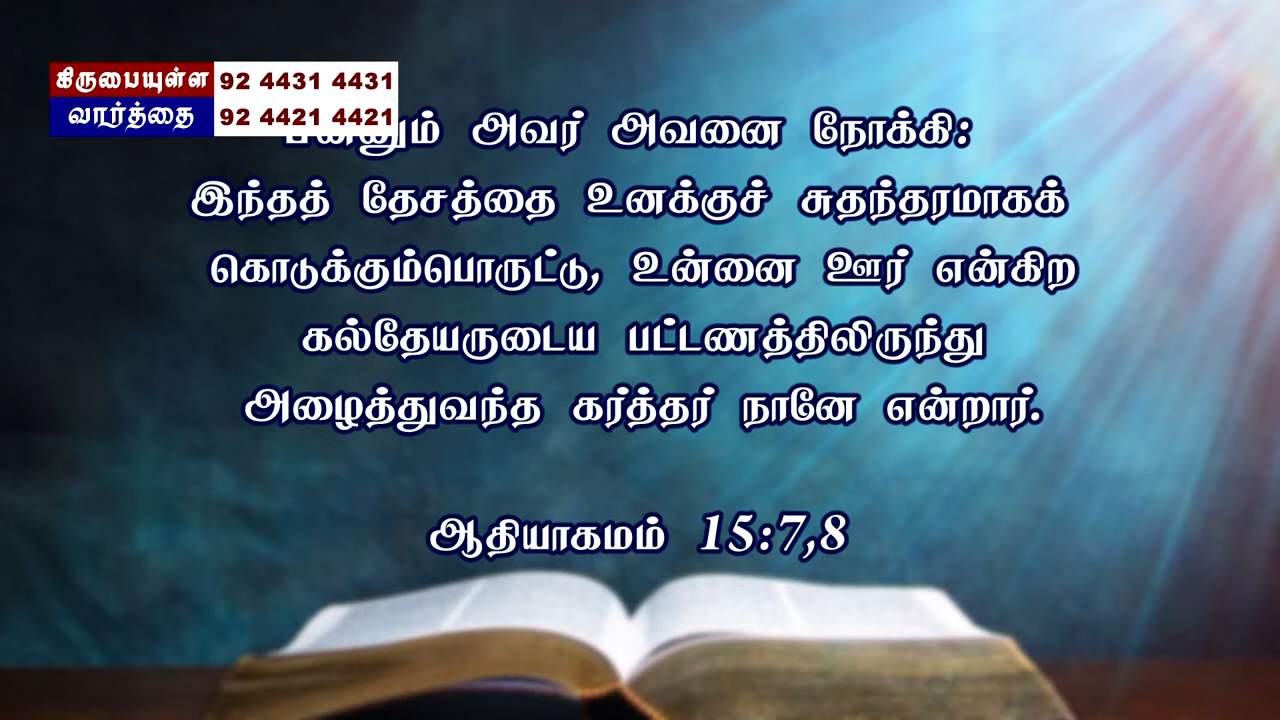 கிருபையுள்ள 92 4431 4431
வார்த்தை 92 4421 4421
அவர் அவனை நோக்கி:
இந்தத் தேசத்தை உனக்குச் சுதந்தரமாகக்
கொடுக்கும்பொருட்டு, உன்னை ஊர் என்கிற
கல்தேயருடைய பட்டணத்திலிருந்து
அழைத்துவந்த கர்த்தர் நானே என்றார்.
ஆதியாகமம் 15:7,8